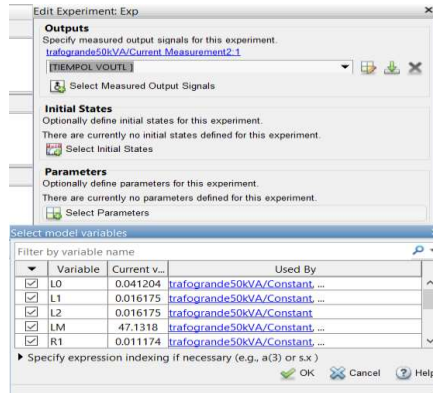 Edit Experiment: Exp
Outputs
Specify measured output signals for this experiment.
trafogrande50kVA/Current Measurement2:1
[TIEMPOL VOUTL ]
Select Measured Output Signals
Initial States
Optionally define initial states for this experiment.
There are currently no initial states defined for this experiment.
Select Initial States
Parameters
Optionally define parameters for this experiment.
There are currently no parameters defined for this experiment.
Select Parameters
Select model variables
Filter by variable name
Variable Current v... Used By
L0 0.041204 trafogrande50kVA/Constant, ...
L1 0.016175 trafogrande50kVA/Constant, ...
L2 0.016175 trafogrande50kVA/Constant
LM 47.1318 trafogrande50kVA/Constant, ...
R1 0.011174 trafogrande50kVA/Constant, ...
Specify expression indexing if necessary (e.g., a(3) or s.x )
OK Cancel Help